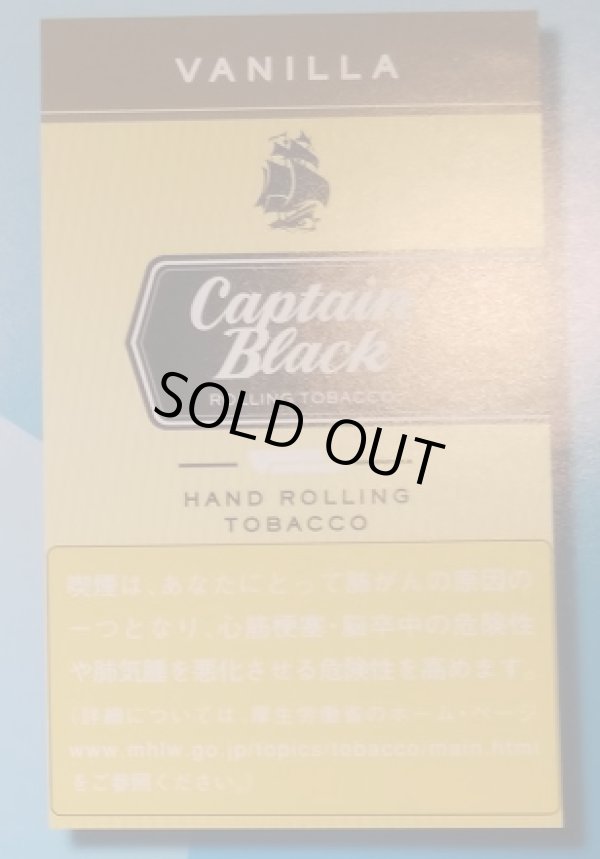 VANILLA
Captain
Black
ROLLING TOBACCO
SOLD OUT
HAND ROLLING
TOBACCO
喫煙は、あなたにとって肺がんの原因の
一つとなり、心筋梗塞・脳卒中の危険性
や肺気腫を悪化させる危険性を高めます。
(詳細については、厚生労働省のホーム・ページ
www.mhlw.go.jp/topics/tobacco/main.html
をご参照ください。)